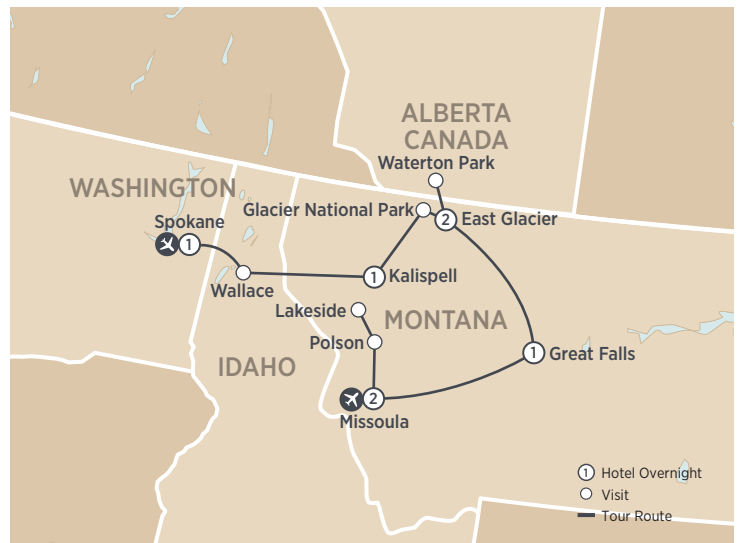 ALBERTA
CANADA
Waterton Park
WASHINGTON
Glacier National Park
Spokane
2
East Glacier
1
Wallace
1
Kalispell
Lakeside
MONTANA
Polson
IDAHO
1
Great Falls
2
Missoula
1 Hotel Overnight
Visit
Tour Route